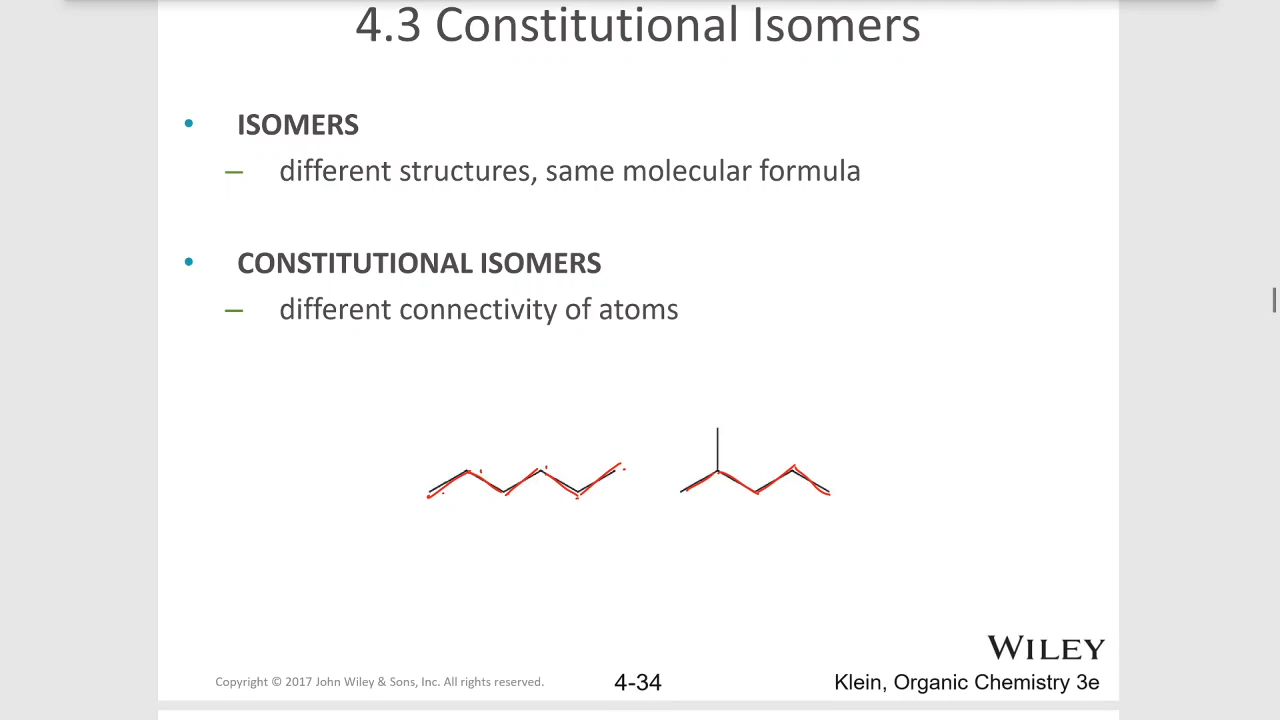 4.3 Constitutional Isomers
• ISOMERS
– different structures, same molecular formula
• CONSTITUTIONAL ISOMERS
– different connectivity of atoms
WILEY
Copyright © 2017 John Wiley & Sons, Inc. All rights reserved.
4-34
Klein, Organic Chemistry 3e